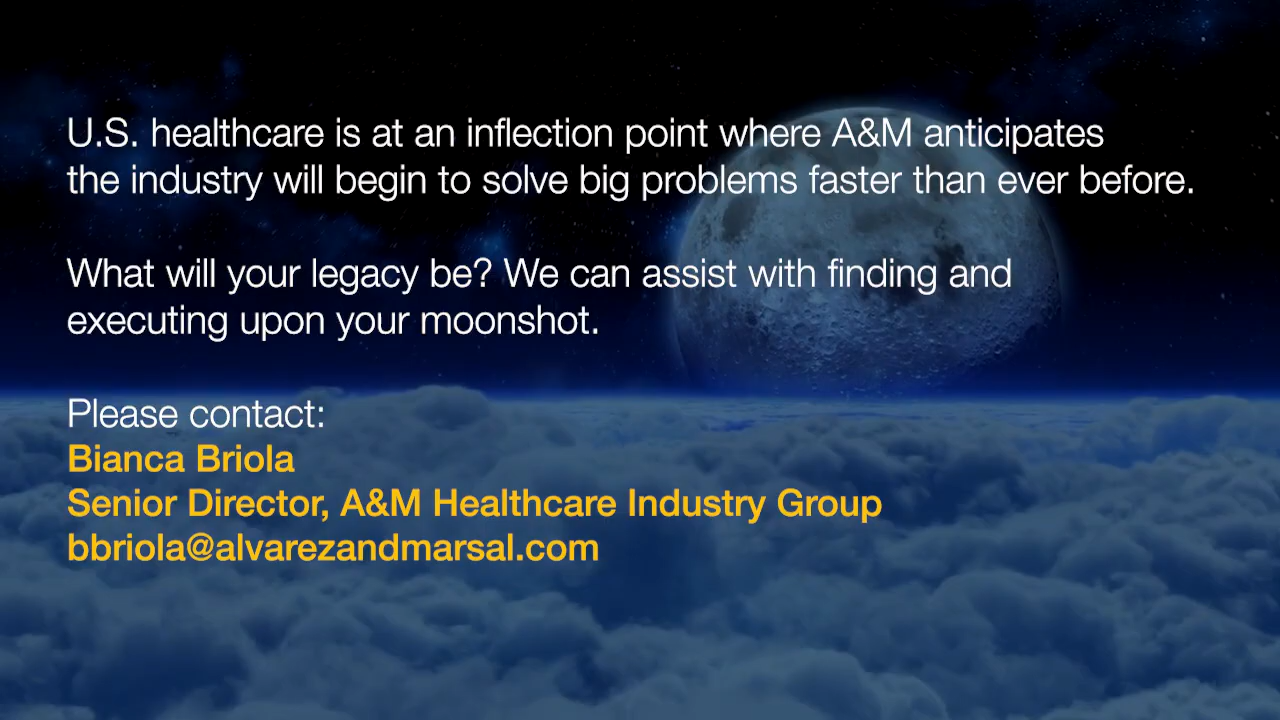 U.S. healthcare is at an inflection point where A&M anticipates
the industry will begin to solve big problems faster than ever before.
What will your legacy be? We can assist with finding and
executing upon your moonshot.
Please contact:
Bianca Briola
Senior Director, A&M Healthcare Industry Group
bbriola@alvarezandmarsal.com